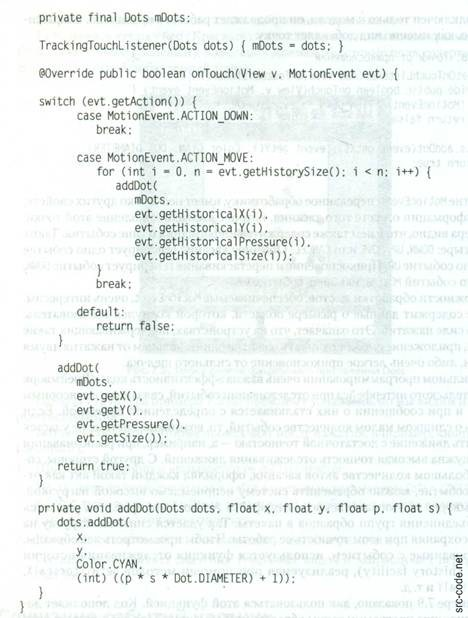 private final Dots mDots;
TrackingTouchListener(Dots dots) { mDots = dots; }
@Override public boolean onTouch(View v, MotionEvent evt) {
switch (evt.getAction()) {
case MotionEvent.ACTION_DOWN:
break;
case MotionEvent.ACTION_MOVE:
for (int i = 0, n = evt.getHistorySize(); i < n; i++) {
addDot(
mDots,
evt.getHistoricalX(i),
evt.getHistoricalY(i),
evt.getHistoricalPressure(i),
evt.getHistoricalSize(i));
}
break;
default:
return false;
}
addDot(
mDots,
evt.getX(),
evt.getY(),
evt.getPressure(),
evt.getSize());
return true;
}
private void addDot(Dots dots, float x, float y, float p, float s) {
dots.addDot(
x,
y,
Color.CYAN,
(int) ((p * s * Dot.DIAMETER) + 1));
}
}
src-code.net